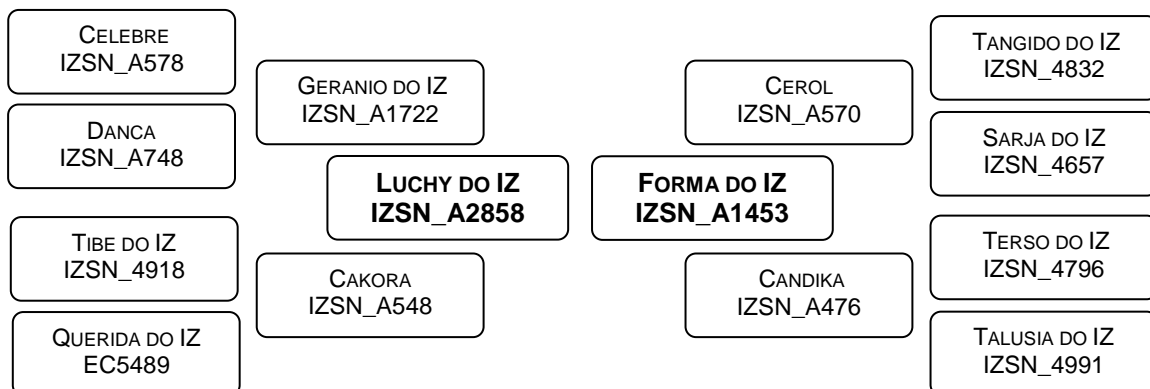 Celebre
IZSN_A578
Danca
IZSN_A748
Tibe do IZ
IZSN_4918
Querida do IZ
EC5489
Geranio do IZ
IZSN_A1722
Cakora
IZSN_A548
Luchy do IZ
IZSN_A2858
Forma do IZ
IZSN_A1453
Cerol
IZSN_A570
Candika
IZSN_A476
Tangido do IZ
IZSN_4832
Sarja do IZ
IZSN_4657
Terso do IZ
IZSN_4796
Talusia do IZ
IZSN_4991